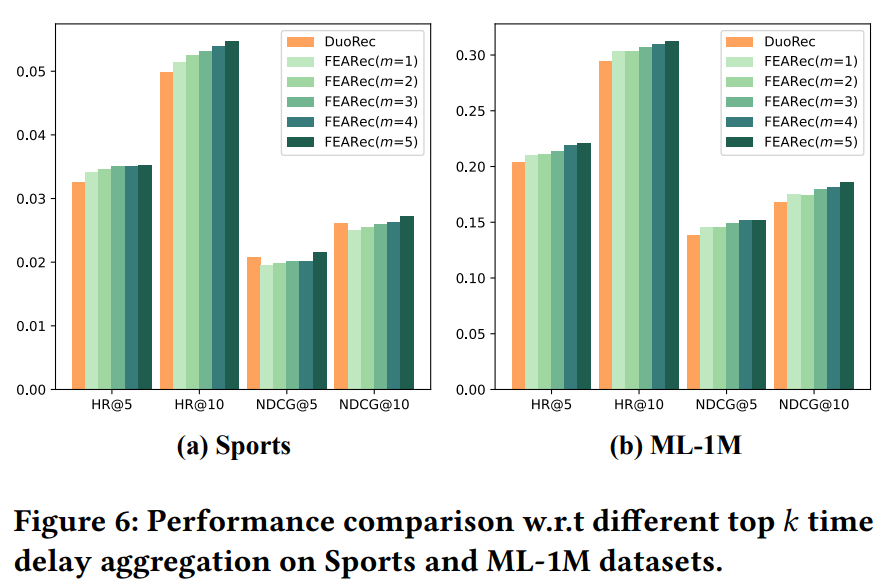 0.05
0.04
0.03
0.02
0.01
0.00
DuoRec
FEARec(m=1)
FEARec(m=2)
FEARec(m=3)
FEARec(m=4)
FEARec(m=5)
HR@5 HR@10 NDCG@5 NDCG@10
(a) Sports
0.30
0.25
0.20
0.15
0.10
0.05
0.00
DuoRec
FEARec(m=1)
FEARec(m=2)
FEARec(m=3)
FEARec(m=4)
FEARec(m=5)
HR@5 HR@10 NDCG@5 NDCG@10
(b) ML-1M
Figure 6: Performance comparison w.r.t different top k time
delay aggregation on Sports and ML-1M datasets.